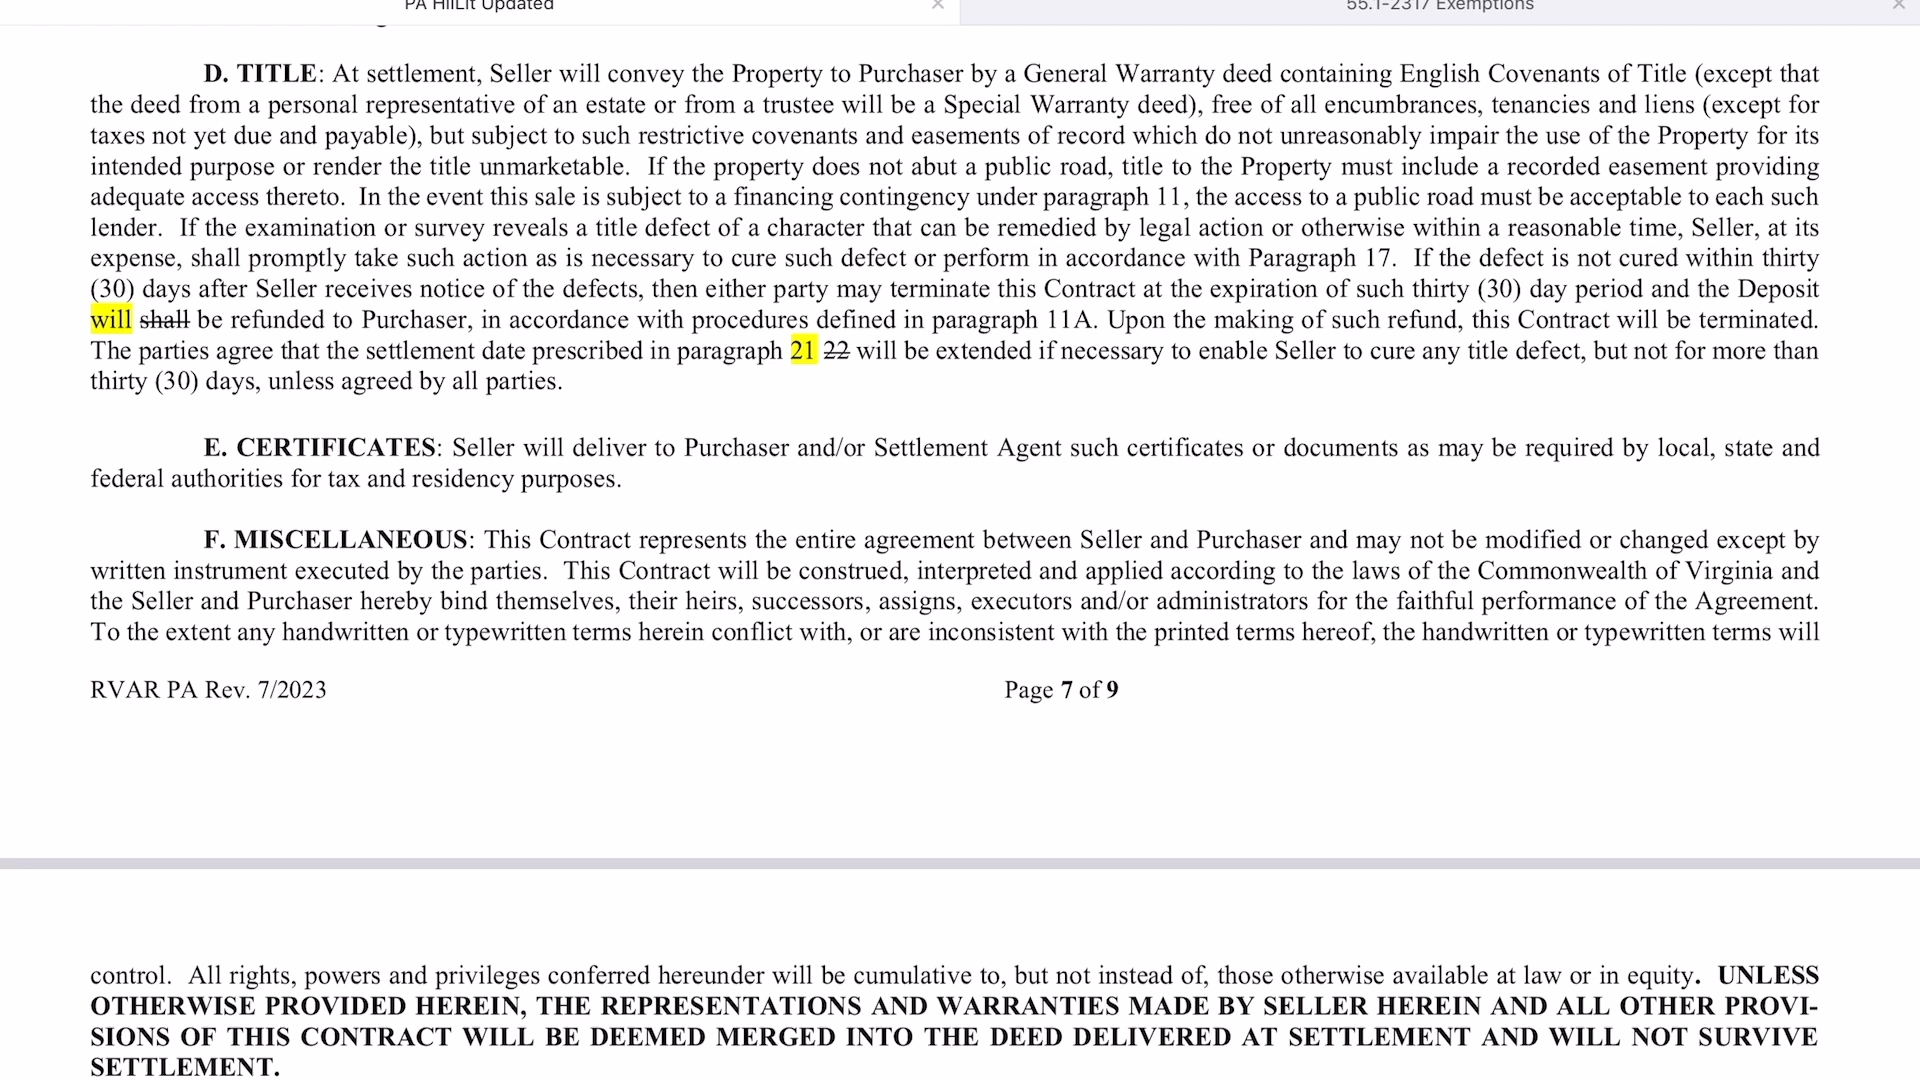 PA HiLit Updated
55.1-2317 Exemptions
D. TITLE: At settlement, Seller will convey the Property to Purchaser by a General Warranty deed containing English Covenants of Title (except that
the deed from a personal representative of an estate or from a trustee will be a Special Warranty deed), free of all encumbrances, tenancies and liens (except for
taxes not yet due and payable), but subject to such restrictive covenants and easements of record which do not unreasonably impair the use of the Property for its
intended purpose or render the title unmarketable. If the property does not abut a public road, title to the Property must include a recorded easement providing
adequate access thereto. In the event this sale is subject to a financing contingency under paragraph 11, the access to a public road must be acceptable to each such
lender. If the examination or survey reveals a title defect of a character that can be remedied by legal action or otherwise within a reasonable time, Seller, at its
expense, shall promptly take such action as is necessary to cure such defect or perform in accordance with Paragraph 17. If the defect is not cured within thirty
(30) days after Seller receives notice of the defects, then either party may terminate this Contract at the expiration of such thirty (30) day period and the Deposit
will shall be refunded to Purchaser, in accordance with procedures defined in paragraph 11A. Upon the making of such refund, this Contract will be terminated.
The parties agree that the settlement date prescribed in paragraph 21 22 will be extended if necessary to enable Seller to cure any title defect, but not for more than
thirty (30) days, unless agreed by all parties.
E. CERTIFICATES: Seller will deliver to Purchaser and/or Settlement Agent such certificates or documents as may be required by local, state and
federal authorities for tax and residency purposes.
F. MISCELLANEOUS: This Contract represents the entire agreement between Seller and Purchaser and may not be modified or changed except by
written instrument executed by the parties. This Contract will be construed, interpreted and applied according to the laws of the Commonwealth of Virginia and
the Seller and Purchaser hereby bind themselves, their heirs, successors, assigns, executors and/or administrators for the faithful performance of the Agreement.
To the extent any handwritten or typewritten terms herein conflict with, or are inconsistent with the printed terms hereof, the handwritten or typewritten terms will
RVAR PA Rev. 7/2023
Page 7 of 9
control. All rights, powers and privileges conferred hereunder will be cumulative to, but not instead of, those otherwise available at law or in equity. UNLESS
OTHERWISE PROVIDED HEREIN, THE REPRESENTATIONS AND WARRANTIES MADE BY SELLER HEREIN AND ALL OTHER PROVI-
SIONS OF THIS CONTRACT WILL BE DEEMED MERGED INTO THE DEED DELIVERED AT SETTLEMENT AND WILL NOT SURVIVE
SETTLEMENT.